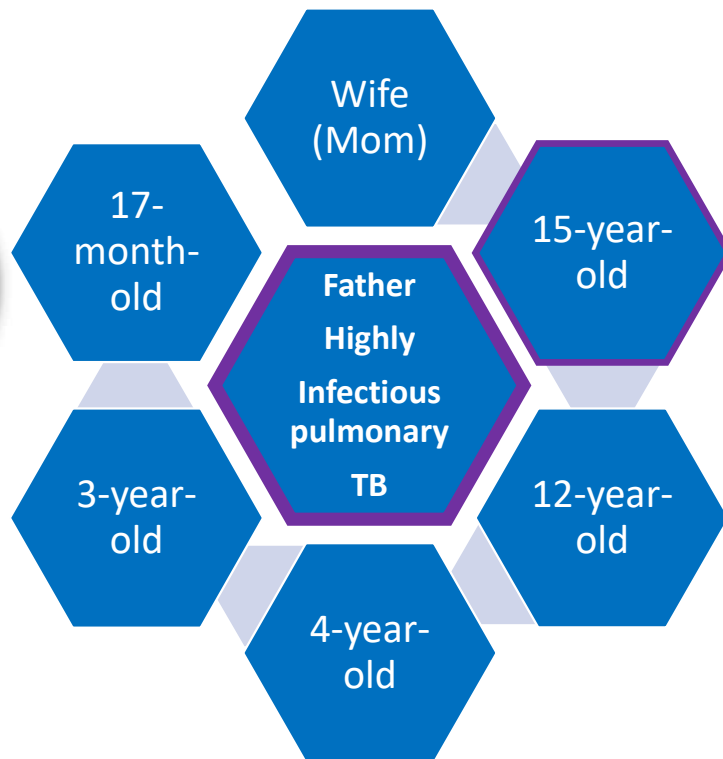 Wife
(Mom)
15-year-
old
12-year-
old
4-year-
old
3-year-
old
17-
month-
old
Father
Highly
Infectious
pulmonary
TB